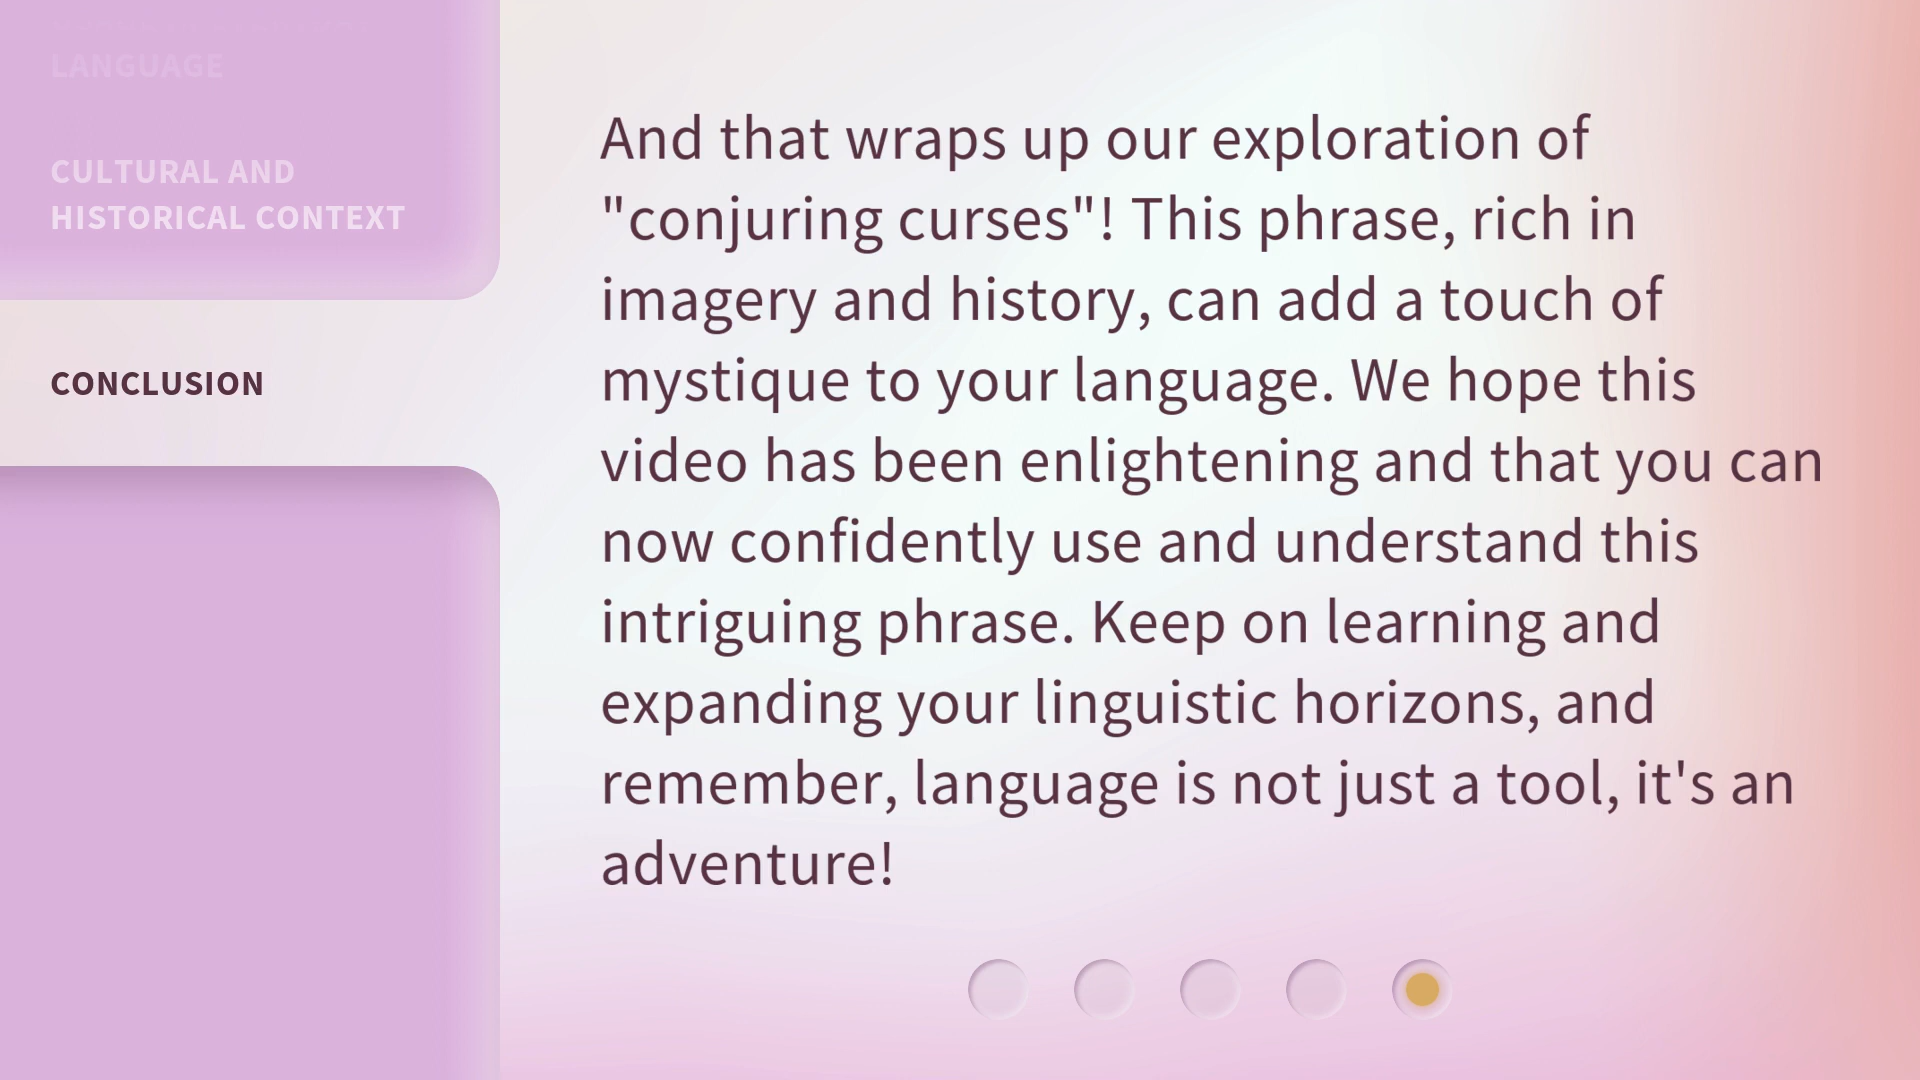 LANGUAGE
CULTURAL AND
HISTORICAL CONTEXT
CONCLUSION
And that wraps up our exploration of
"conjuring curses"! This phrase, rich in
imagery and history, can add a touch of
mystique to your language. We hope this
video has been enlightening and that you can
now confidently use and understand this
intriguing phrase. Keep on learning and
expanding your linguistic horizons, and
remember, language is not just a tool, it's an
adventure!